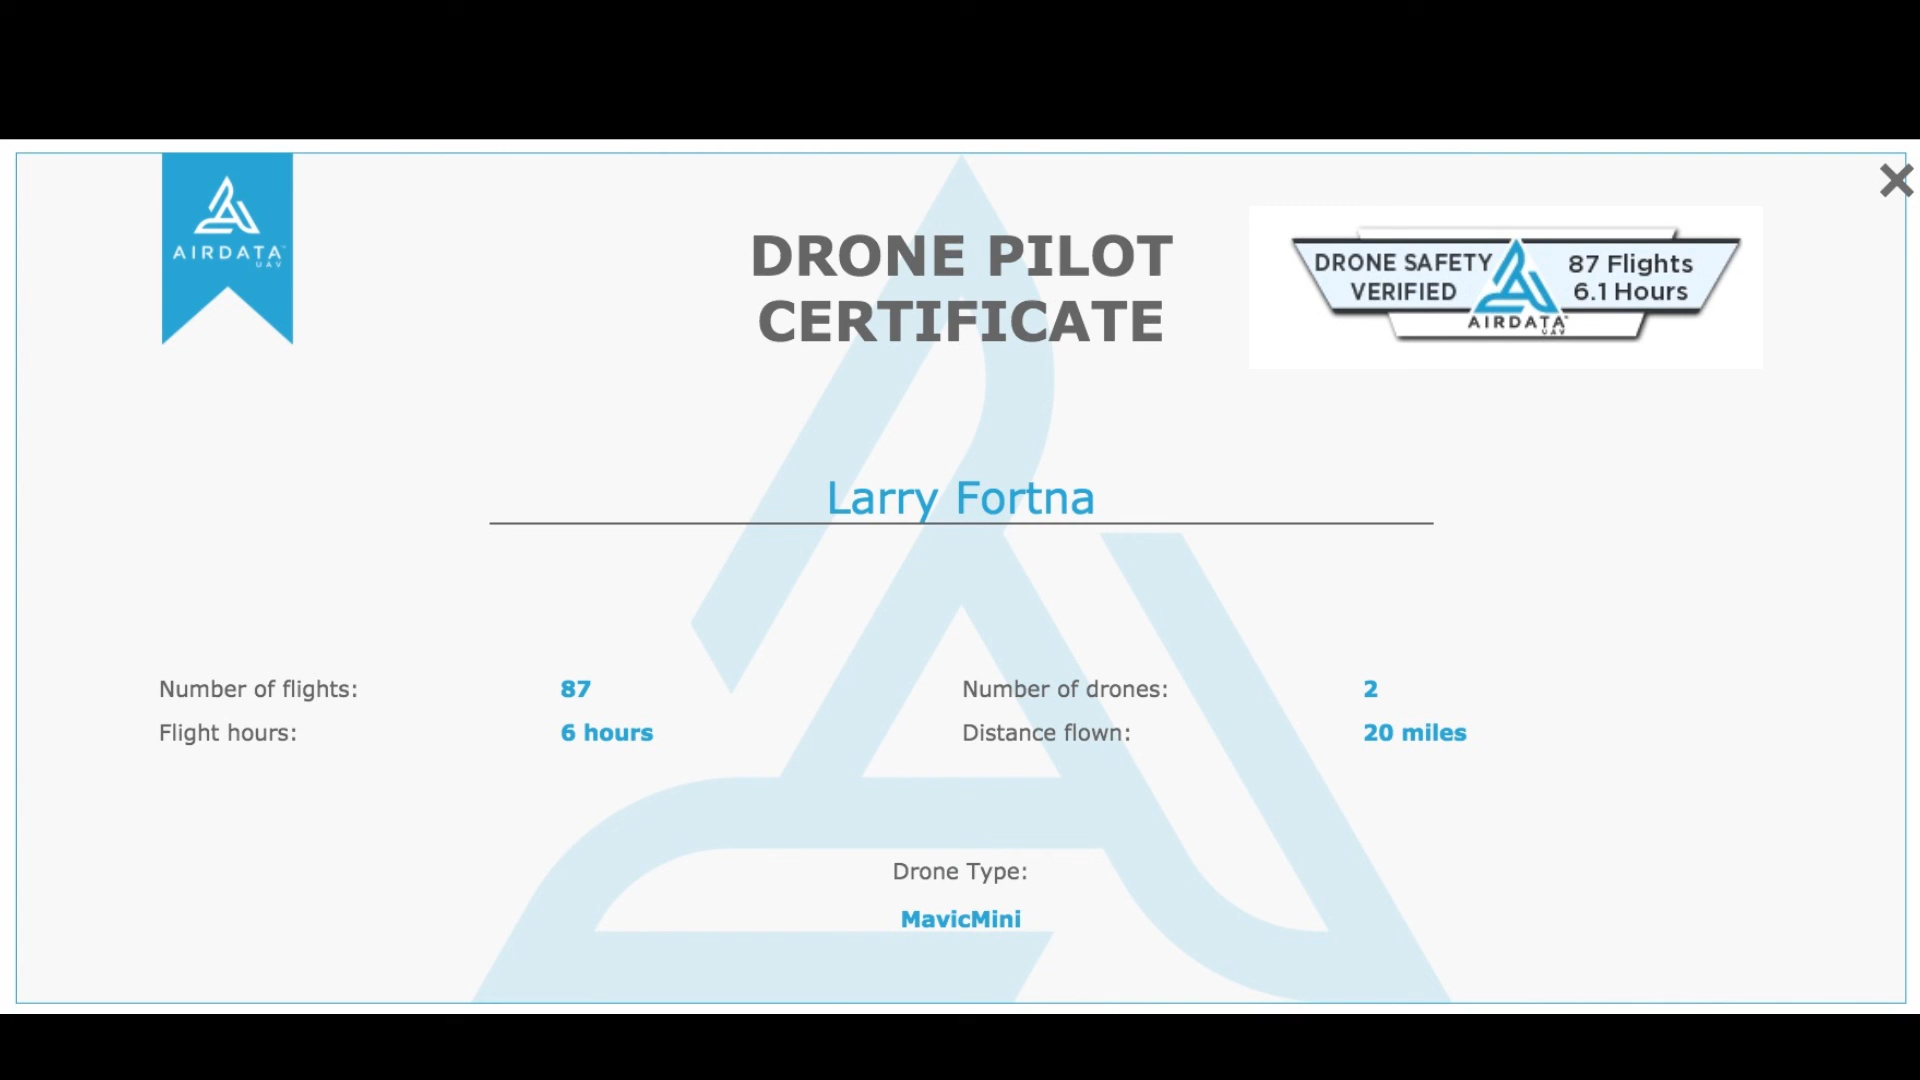 AIRDATA
UAV
DRONE PILOT
CERTIFICATE
DRONE SAFETY
VERIFIED
87 Flights
6.1 Hours
AIRDATA
UAV
Larry Fortna
Number of flights: 87
Number of drones: 2
Flight hours: 6 hours
Distance flown: 20 miles
Drone Type:
MavicMini